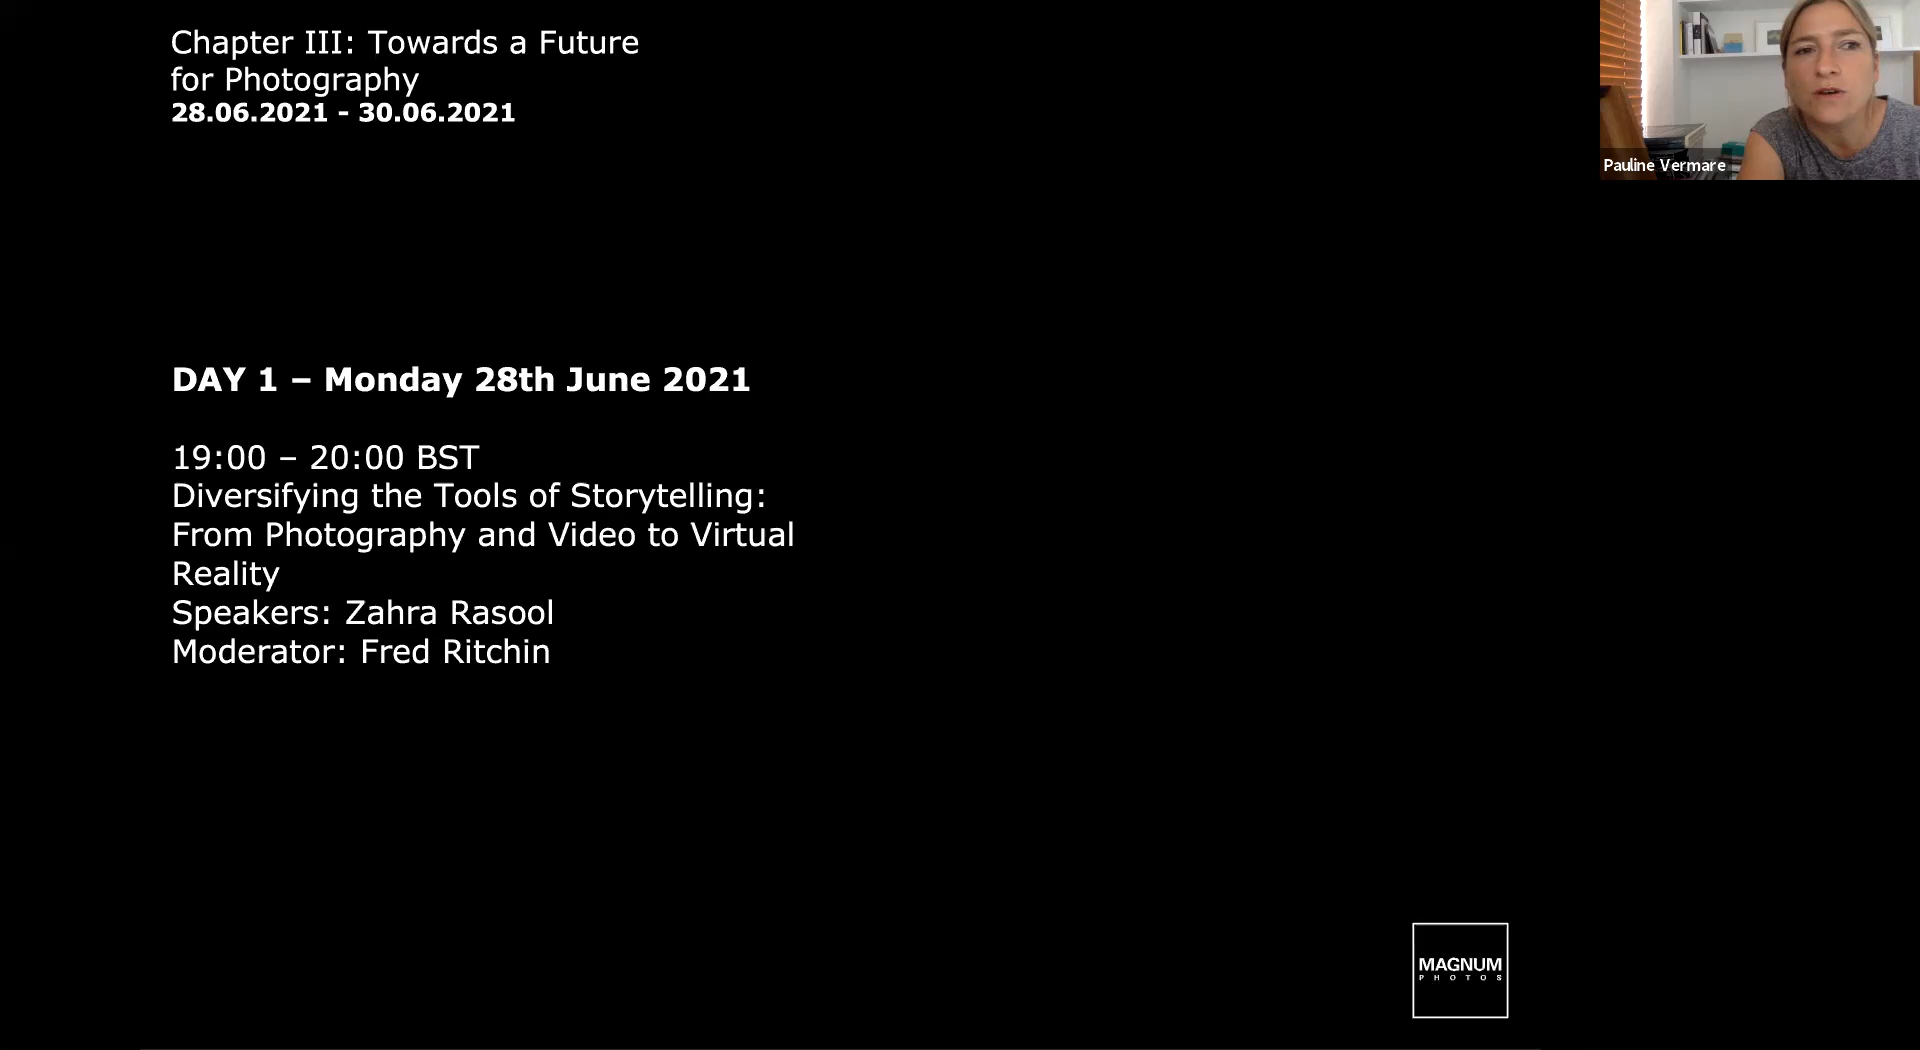 Chapter III: Towards a Future
for Photography
28.06.2021 - 30.06.2021
Pauline Vermare
DAY 1 – Monday 28th June 2021
19:00 – 20:00 BST
Diversifying the Tools of Storytelling:
From Photography and Video to Virtual
Reality
Speakers: Zahra Rasool
Moderator: Fred Ritchin
MAGNUM
PHOTOS